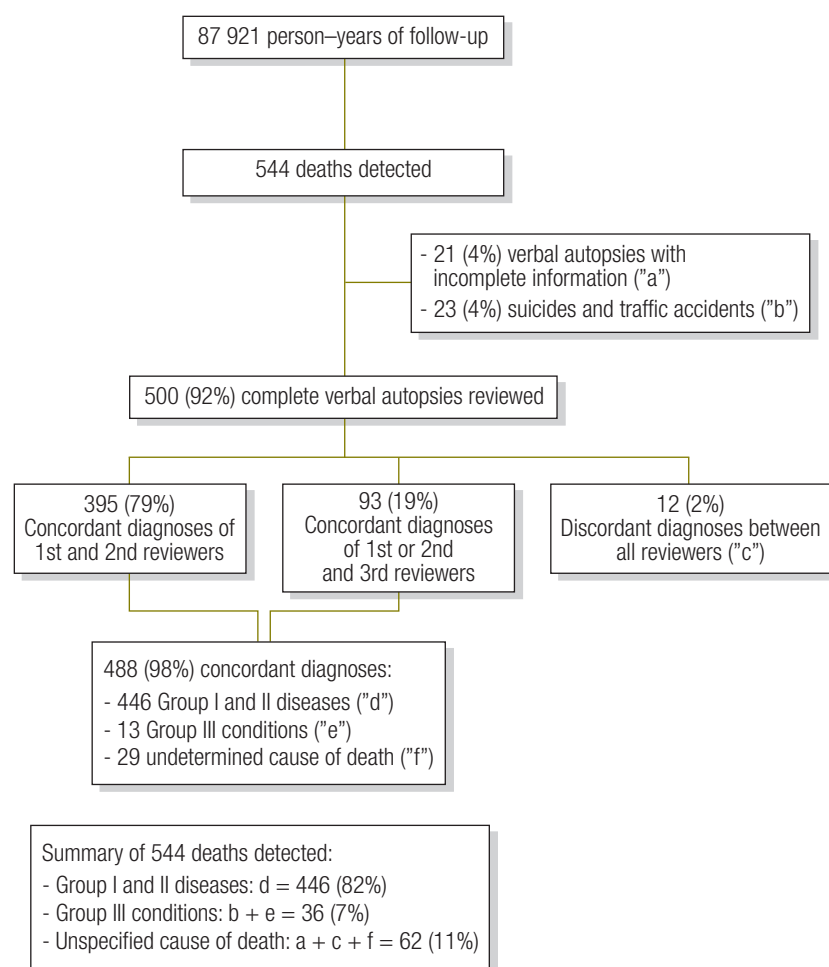 87 921 person–years of follow-up
544 deaths detected
- 21 (4%) verbal autopsies with
incomplete information ("a")
- 23 (4%) suicides and traffic accidents ("b")
500 (92%) complete verbal autopsies reviewed
395 (79%)
Concordant diagnoses of
1st and 2nd reviewers
93 (19%)
Concordant diagnoses
of 1st or 2nd
and 3rd reviewers
12 (2%)
Discordant diagnoses between
all reviewers ("c")
488 (98%) concordant diagnoses:
- 446 Group I and II diseases ("d")
- 13 Group III conditions ("e")
- 29 undetermined cause of death ("f")
Summary of 544 deaths detected:
- Group I and II diseases: d = 446 (82%)
- Group III conditions: b + e = 36 (7%)
- Unspecified cause of death: a + c + f = 62 (11%)